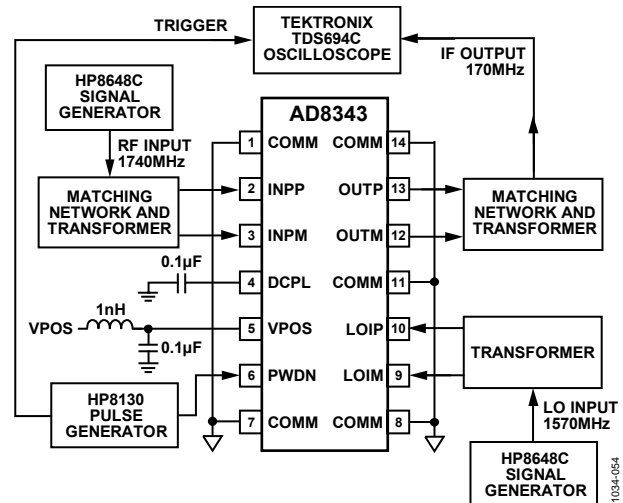 TRIGGER
TEKTRONIX
TDS694C
OSCILLOSCOPE
IF OUTPUT
170MHz
HP8648C
SIGNAL
GENERATOR
RF INPUT
1740MHz
MATCHING
NETWORK AND
TRANSFORMER
AD8343
1 COMM COMM 14
2 INPP OUTP 13
3 INPM OUTM 12
4 DCPL COMM 11
5 VPOS LOIP 10
6 PWDN LOIM 9
7 COMM COMM 8
MATCHING
NETWORK AND
TRANSFORMER
0.1µF
1nH
VPOS
0.1µF
HP8130
PULSE
GENERATOR
TRANSFORMER
LO INPUT
1570MHz
HP8648C
SIGNAL
GENERATOR
1034-054